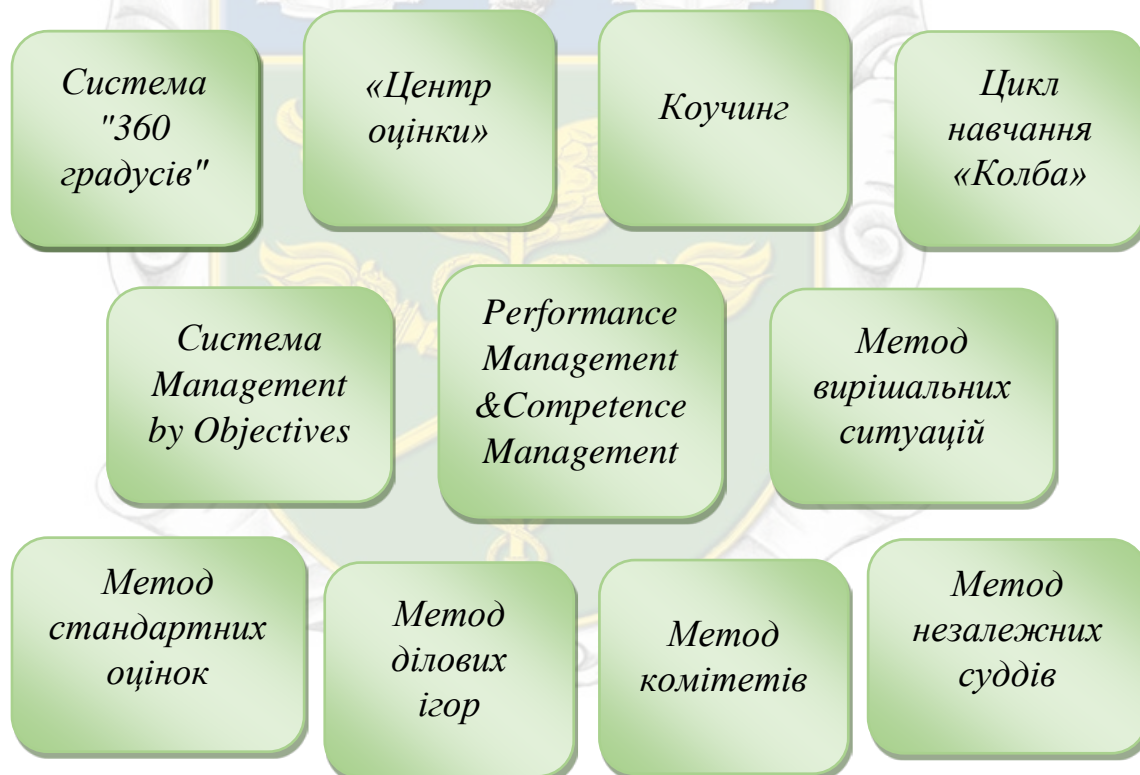 Система
"360
градусів"
«Центр
оцінки»
Коучинг
Цикл
навчання
«Колба»
Система
Management
by Objectives
Performance
Management
&Competence
Management
Метод
вирішальних
ситуацій
Метод
стандартних
оцінок
Метод
ділових
ігор
Метод
комітетів
Метод
незалежних
суддів